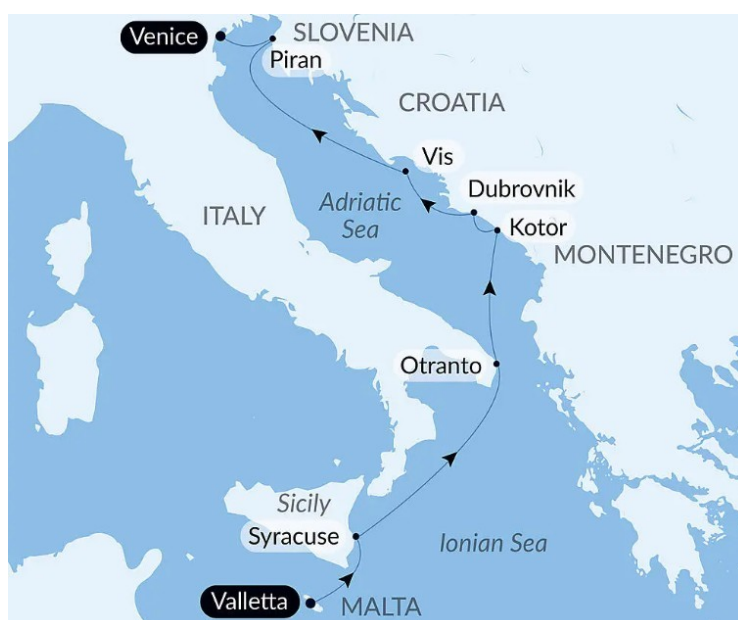 Venice
SLOVENIA
Piran
CROATIA
Vis
Dubrovnik
Adriatic
Sea
ITALY
Kotor
MONTENEGRO
Otranto
Sicily
Syracuse
Ionian Sea
Valletta
MALTA